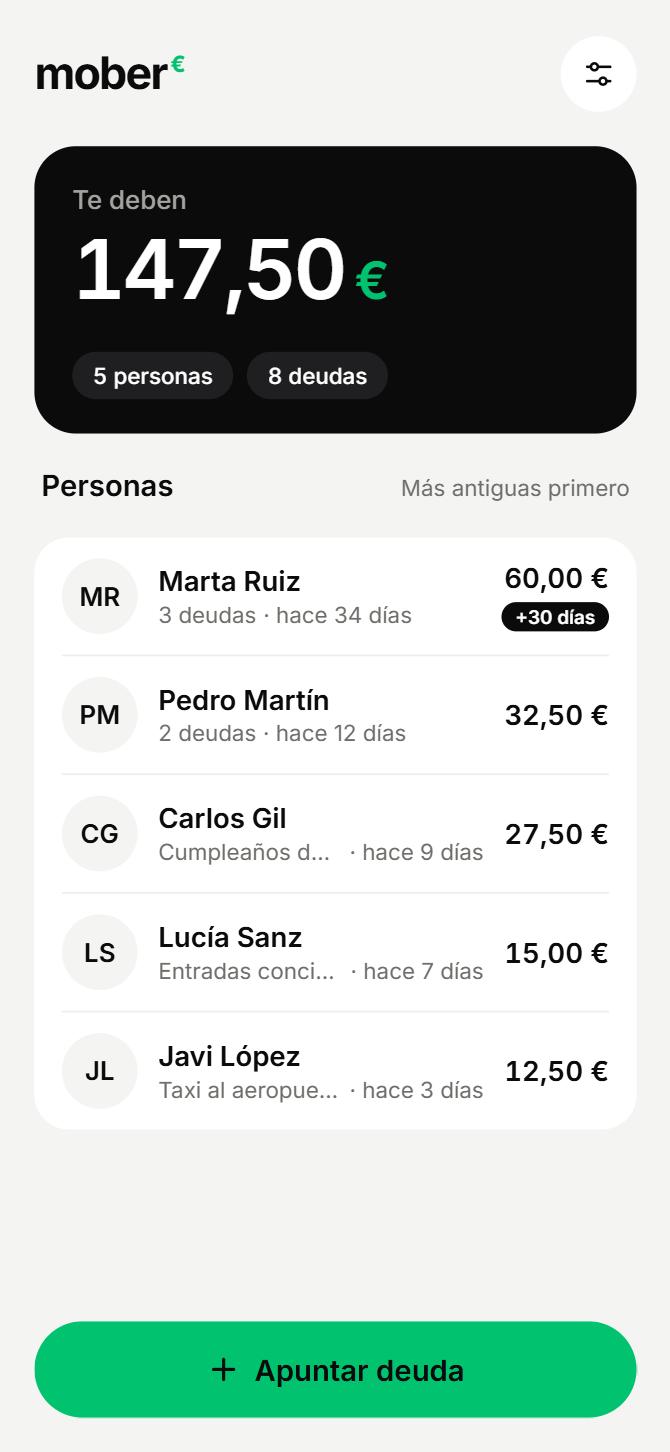 mober€
Te deben
147,50 €
5 personas
8 deudas
Personas
Más antiguas primero
MR
Marta Ruiz
3 deudas · hace 34 días
60,00 €
+30 días
PM
Pedro Martín
2 deudas · hace 12 días
32,50 €
CG
Carlos Gil
Cumpleaños d... · hace 9 días
27,50 €
LS
Lucía Sanz
Entradas conci... · hace 7 días
15,00 €
JL
Javi López
Taxi al aeropue... · hace 3 días
12,50 €
+ Apuntar deuda